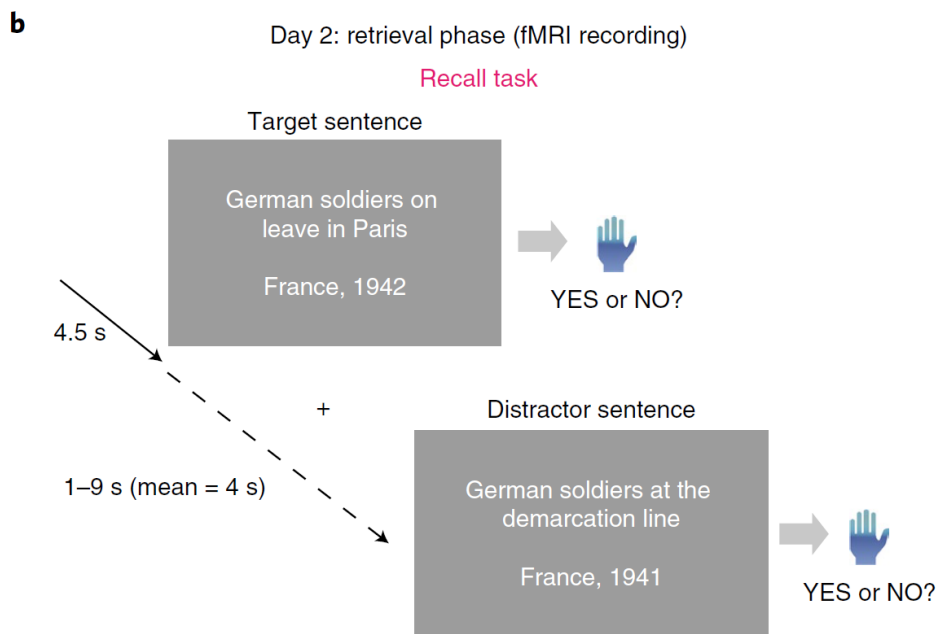 b
Day 2: retrieval phase (fMRI recording)
Recall task
Target sentence
German soldiers on
leave in Paris
France, 1942
YES or NO?
4.5 s
+
1–9 s (mean = 4 s)
Distractor sentence
German soldiers at the
demarcation line
France, 1941
YES or NO?